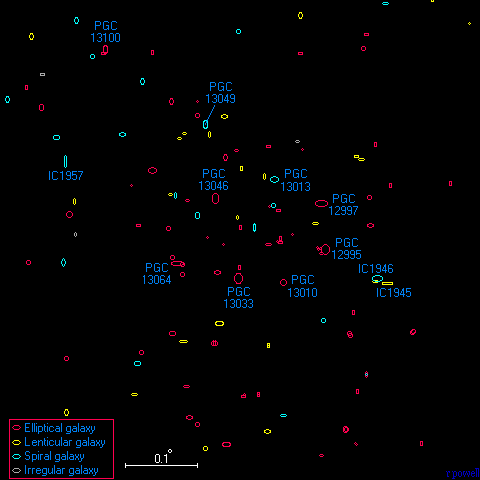 PGC
13100
PGC
13049
IC1957
PGC
13046
PGC
13013
PGC
12997
PGC
12995
PGC
13064
PGC
13033
PGC
13010
IC1946
IC1945
Elliptical galaxy
Lenticular galaxy
Spiral galaxy
Irregular galaxy
0.1°
cpowell